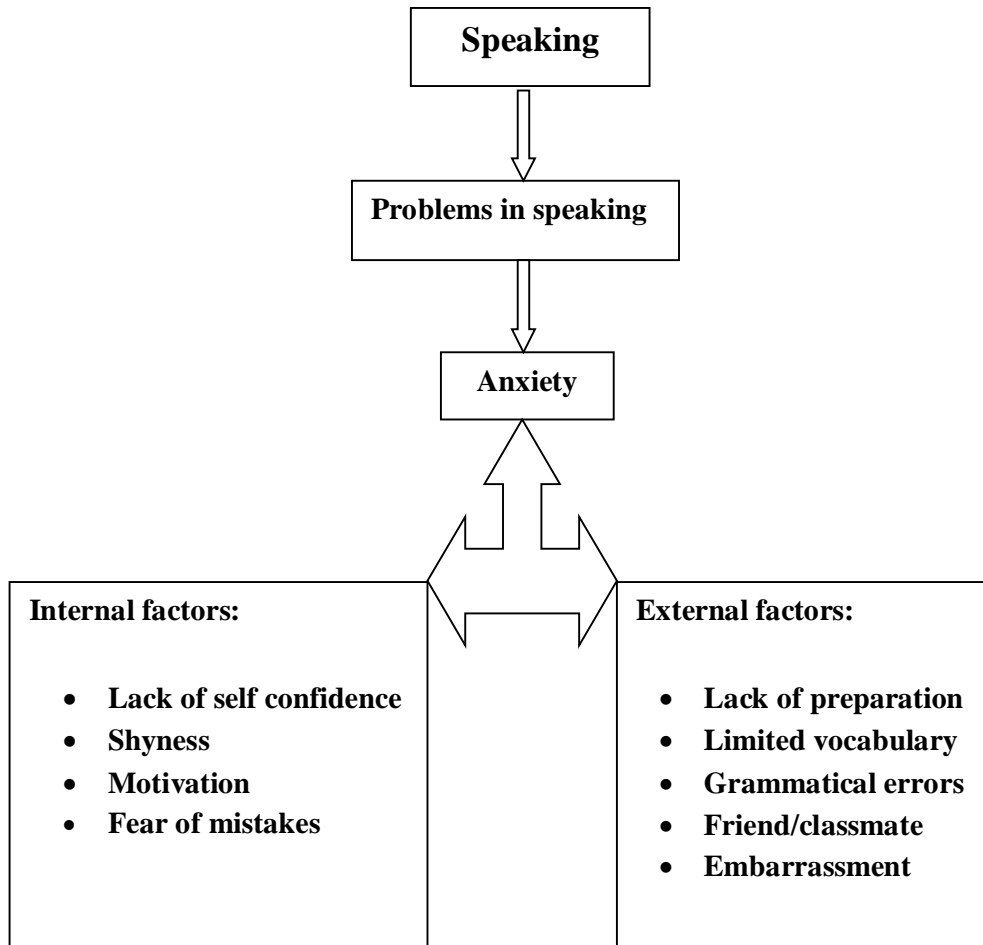 Speaking
Problems in speaking
Anxiety
Internal factors:
• Lack of self confidence
• Shyness
• Motivation
• Fear of mistakes
External factors:
• Lack of preparation
• Limited vocabulary
• Grammatical errors
• Friend/classmate
• Embarrassment